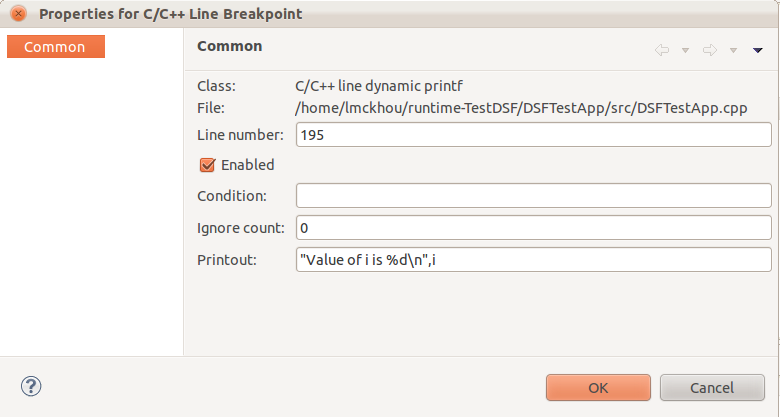 Properties for C/C++ Line Breakpoint
Common
Common
Class: C/C++ line dynamic printf
File: /home/lmckhou/runtime-TestDSF/DSFTestApp/src/DSFTestApp.cpp
Line number: 195
Enabled
Condition:
Ignore count: 0
Printout: "Value of i is %d\n",i
?
OK Cancel